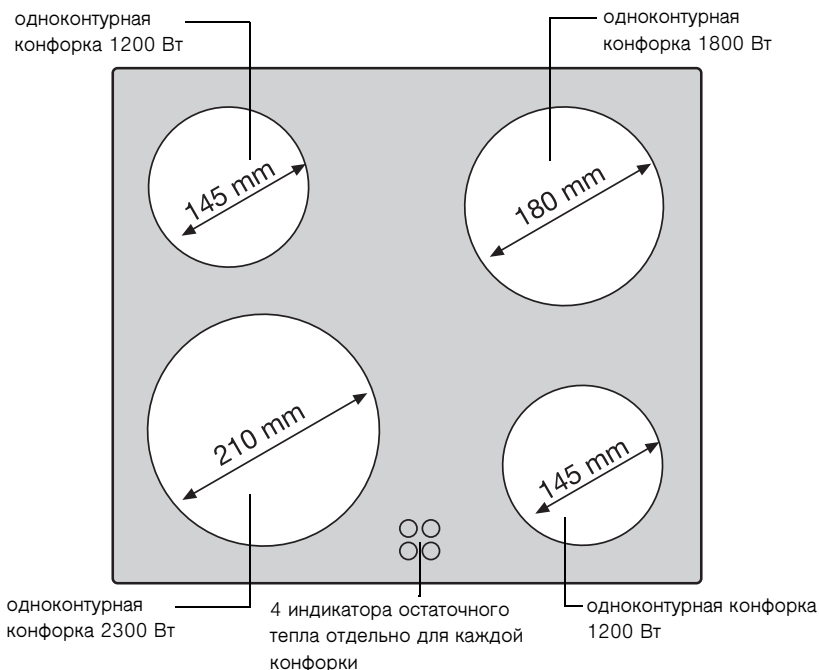 одноконтурная
конфорка 1200 Вт
одноконтурная
конфорка 1800 Вт
145 mm
180 mm
210 mm
145 mm
одноконтурная
конфорка 2300 Вт
4 индикатора остаточного
тепла отдельно для каждой
конфорки
одноконтурная конфорка
1200 Вт